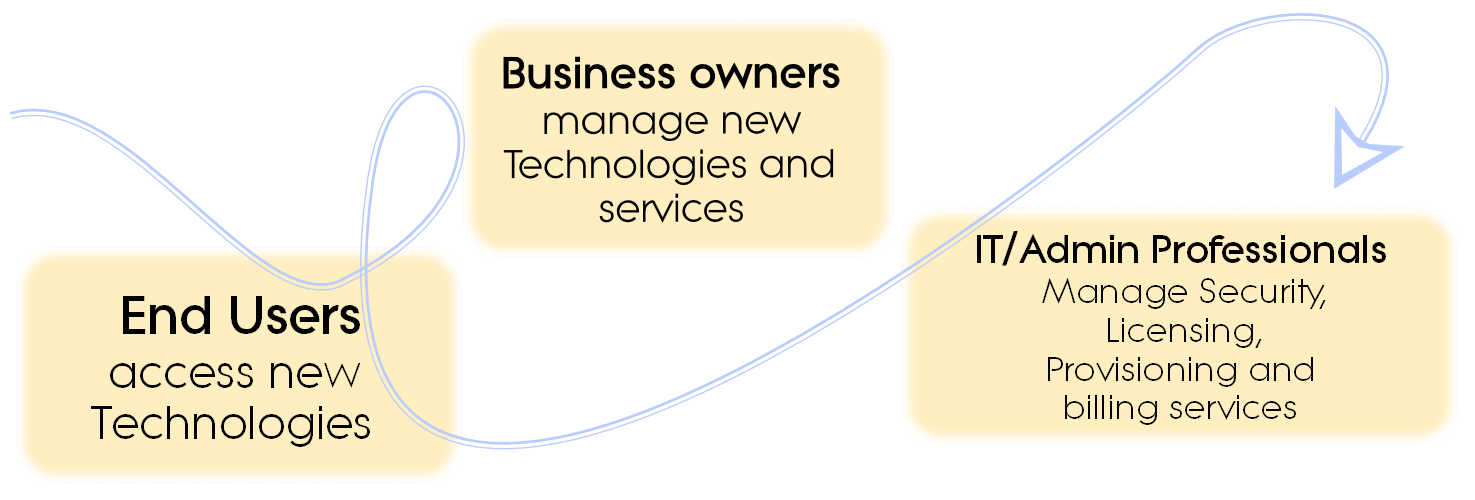 Business owners
manage new
Technologies and
services
End Users
access new
Technologies
IT/Admin Professionals
Manage Security,
Licensing,
Provisioning and
billing services